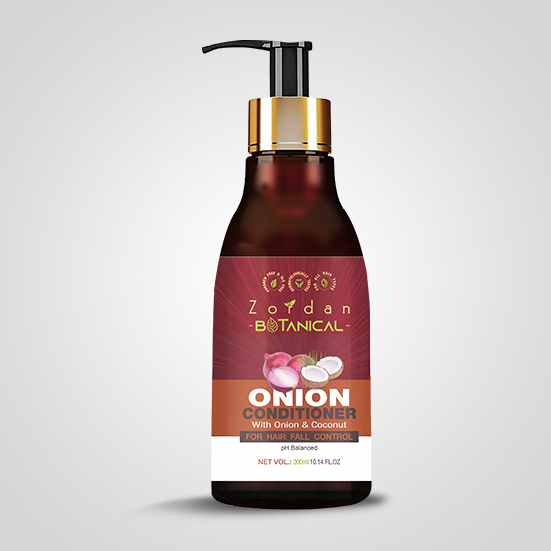 Zordan
-BOTANICAL-
ONION
CONDITIONER
With Onion & Coconut
FOR HAIR FALL CONTROL
pH Balanced
NET VOL.: 300ml 10.14 FL.OZ